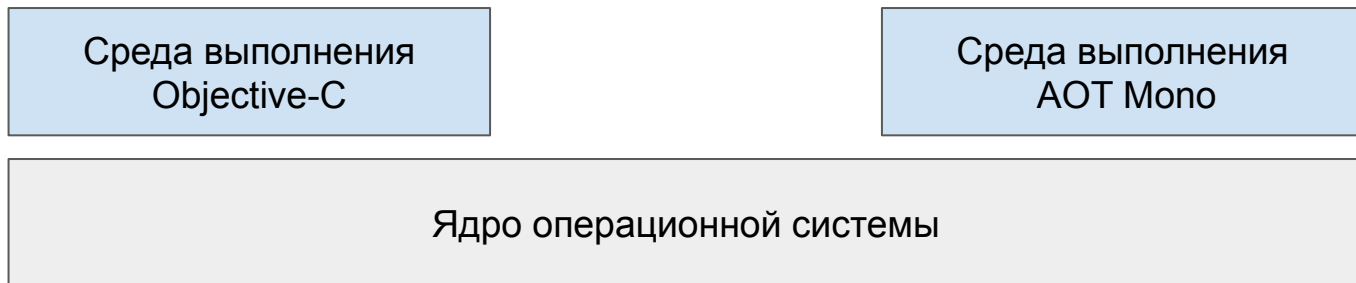 Среда выполнения
Objective-C
Среда выполнения
AOT Mono
Ядро операционной системы